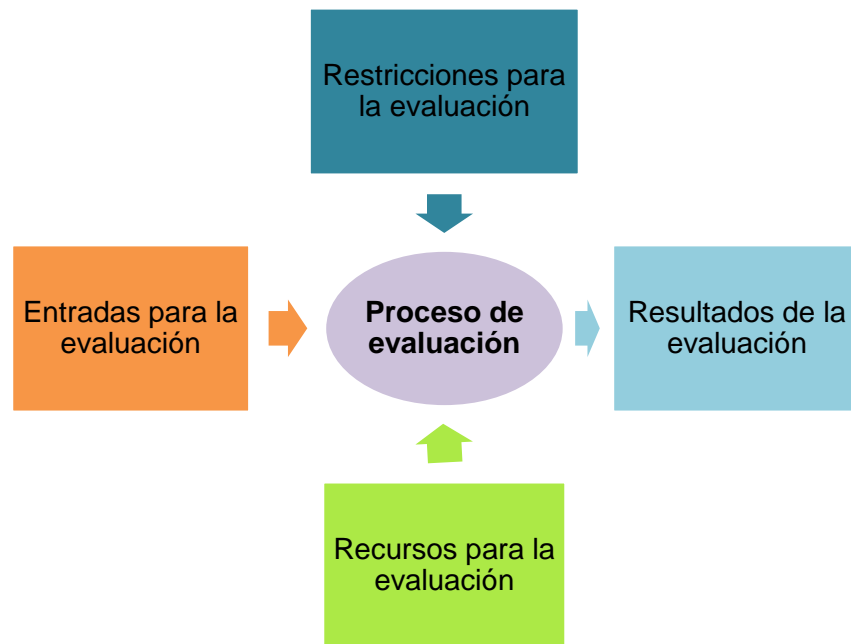 Restricciones para
la evaluación
Entradas para la
evaluación
Proceso de
evaluación
Resultados de la
evaluación
Recursos para la
evaluación